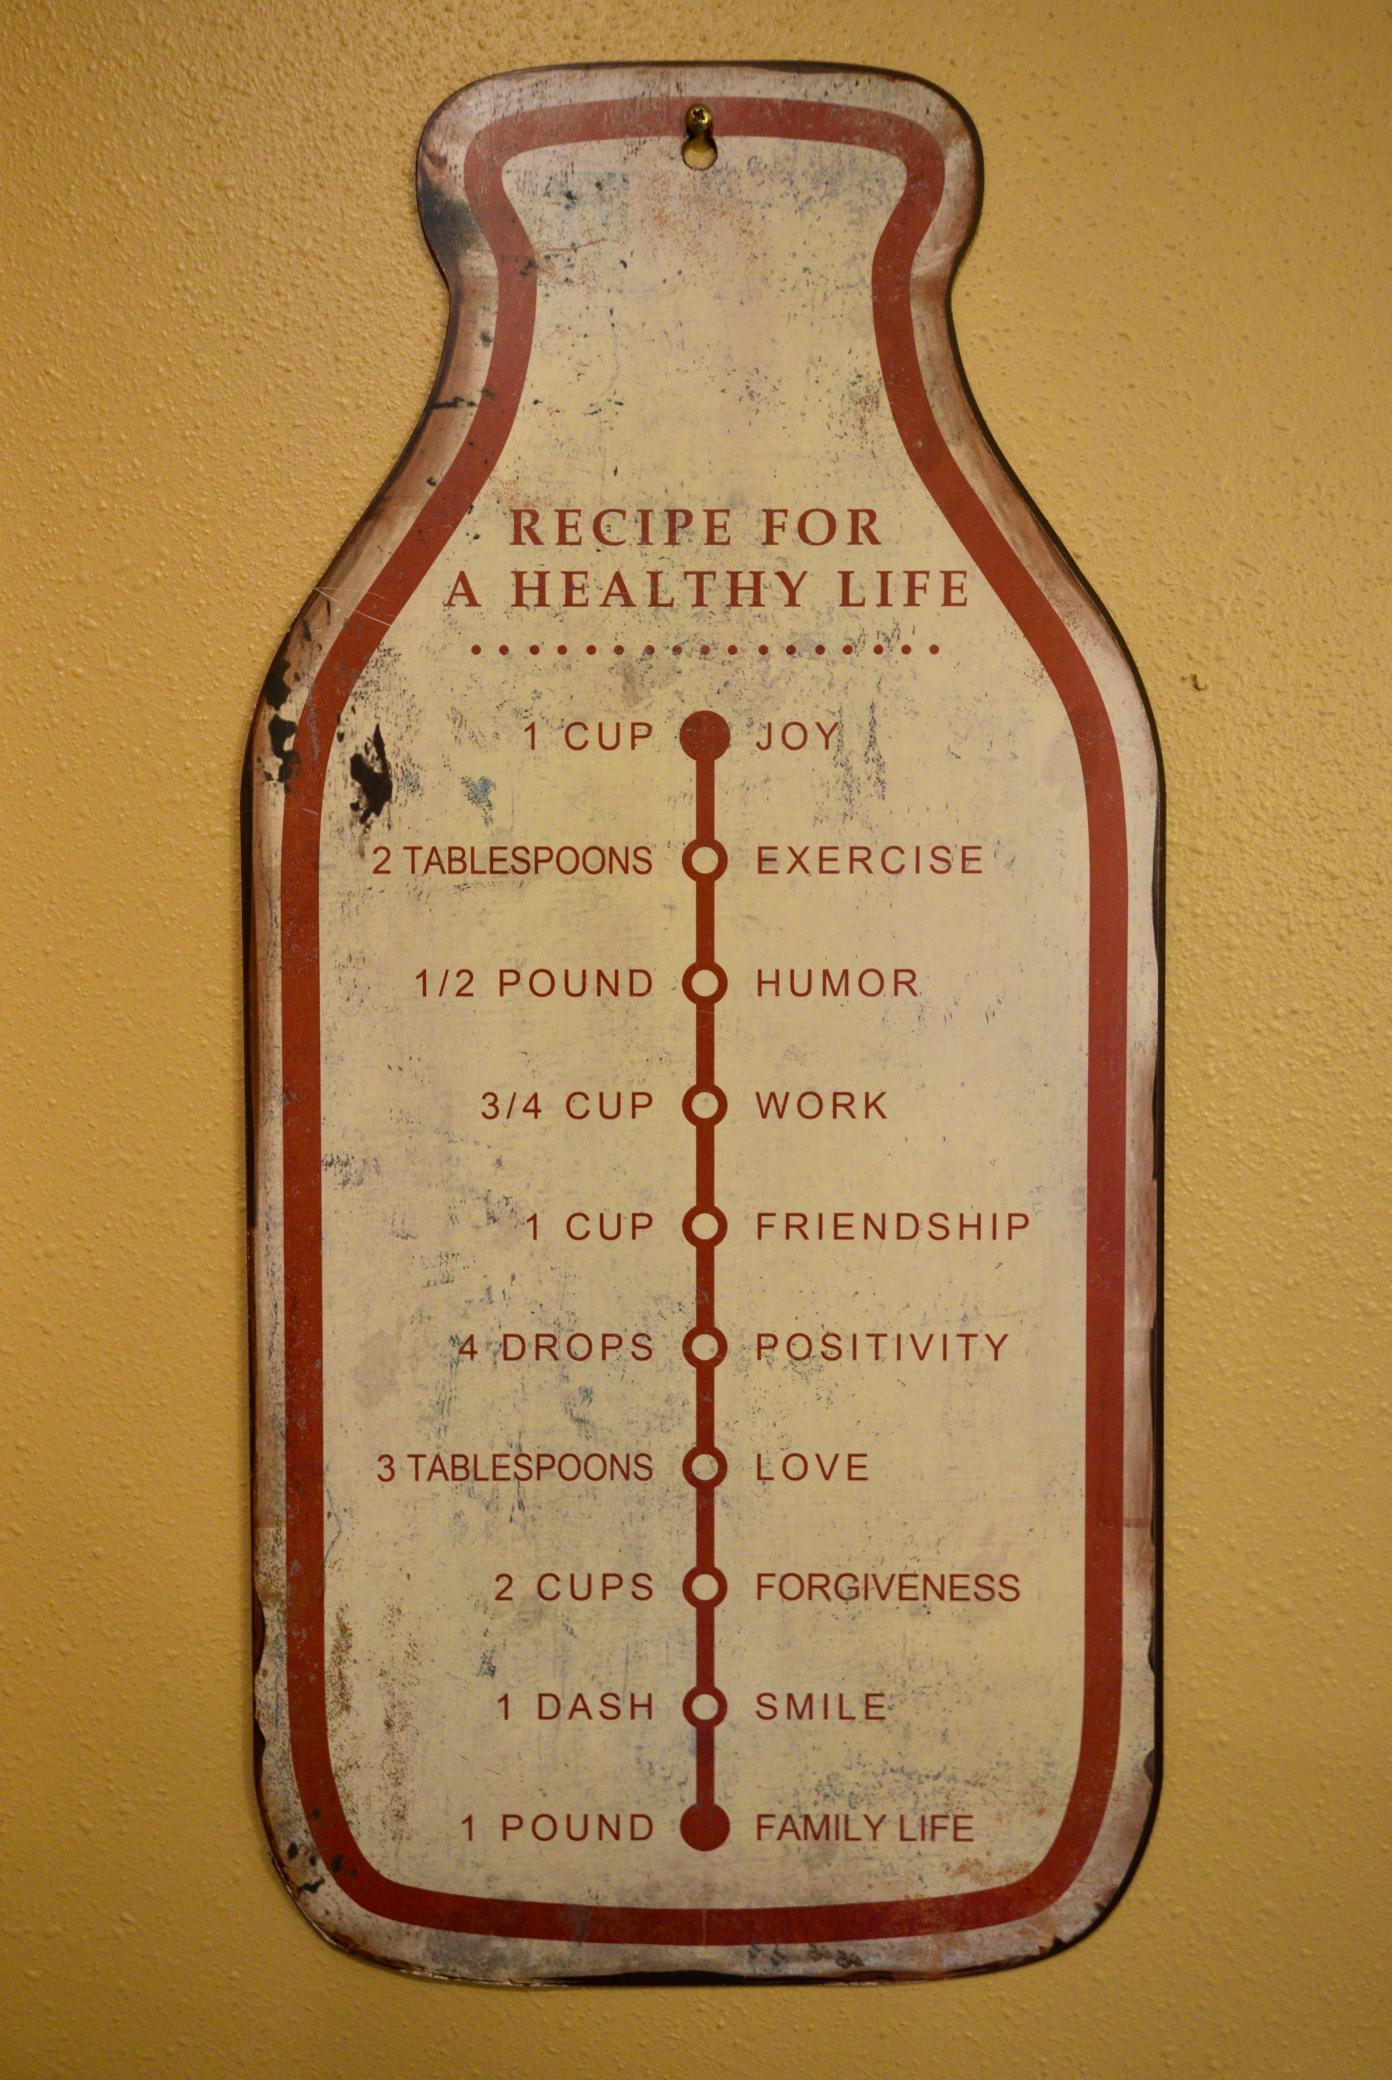 RECIPE FOR
A HEALTHY LIFE
1 CUP JOY
2 TABLESPOONS EXERCISE
1/2 POUND HUMOR
3/4 CUP WORK
1 CUP FRIENDSHIP
4 DROPS POSITIVITY
3 TABLESPOONS LOVE
2 CUPS FORGIVENESS
1 DASH SMILE
1 POUND FAMILY LIFE